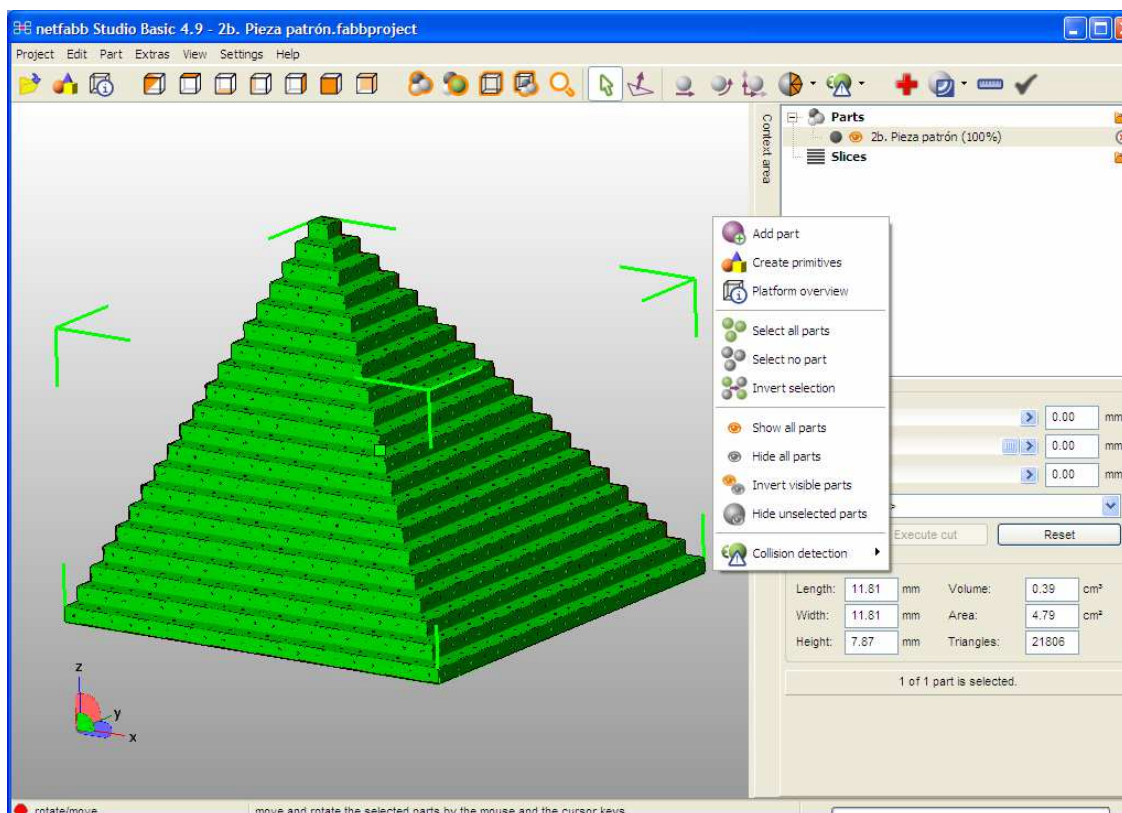 netfabb Studio Basic 4.9 - 2b. Pieza patrón.fabbproject
Project Edit Part Extras View Settings Help
Context area
Parts
2b. Pieza patrón (100%)
Slices
Add part
Create primitives
Platform overview
Select all parts
Select no part
Invert selection
Show all parts
Hide all parts
Invert visible parts
Hide unselected parts
Collision detection
0.00 mm
0.00 mm
0.00 mm
>
Execute cut Reset
Length: 11.81 mm Volume: 0.39 cm³
Width: 11.81 mm Area: 4.79 cm²
Height: 7.87 mm Triangles: 21806
1 of 1 part is selected.
z
y
x
rotate/move move and rotate the selected parts by the mouse and the cursor keys